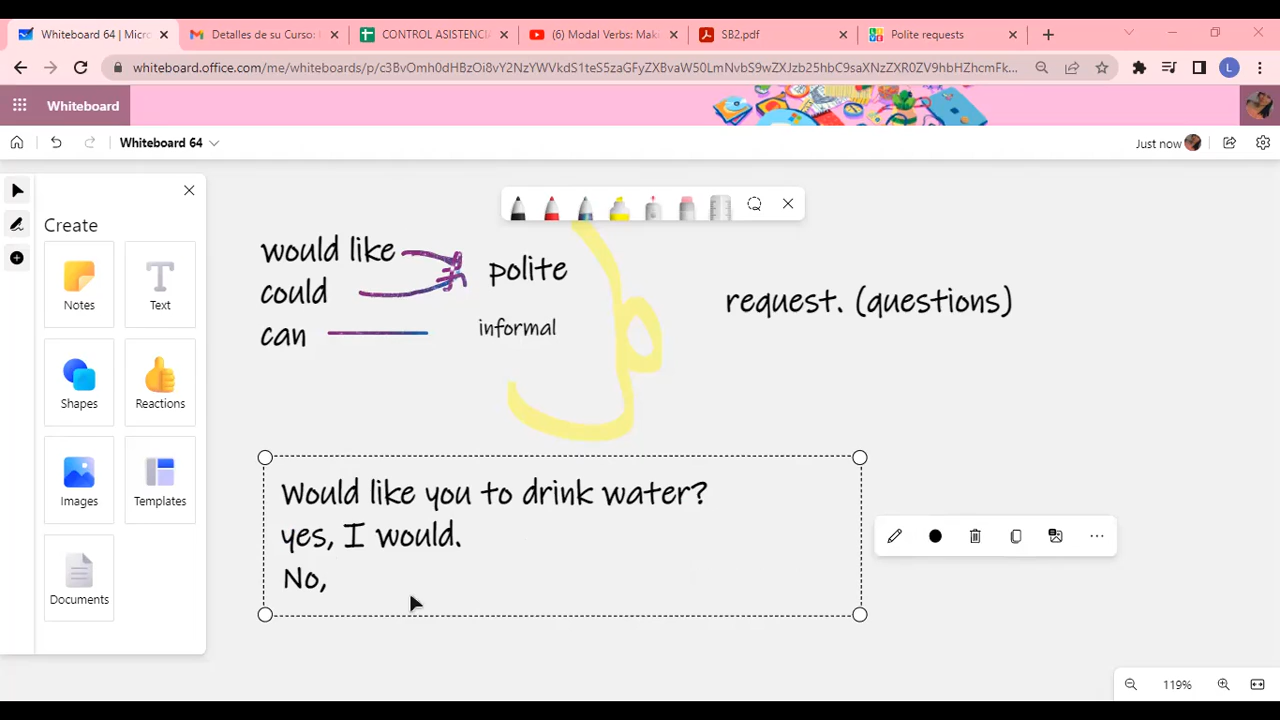 Whiteboard 64 | Micro
Detalles de su Curso:
CONTROL ASISTENCIA
(6) Modal Verbs: Mak
SB2.pdf
Polite requests
whiteboard.office.com/me/whiteboards/p/
L
Whiteboard
Whiteboard 64
Just now
Create
Notes
Text
Shapes
Reactions
Images
Templates
Documents
would like
could
can
polite
informal
request. (questions)
Would like you to drink water?
yes, I would.
No,
119%